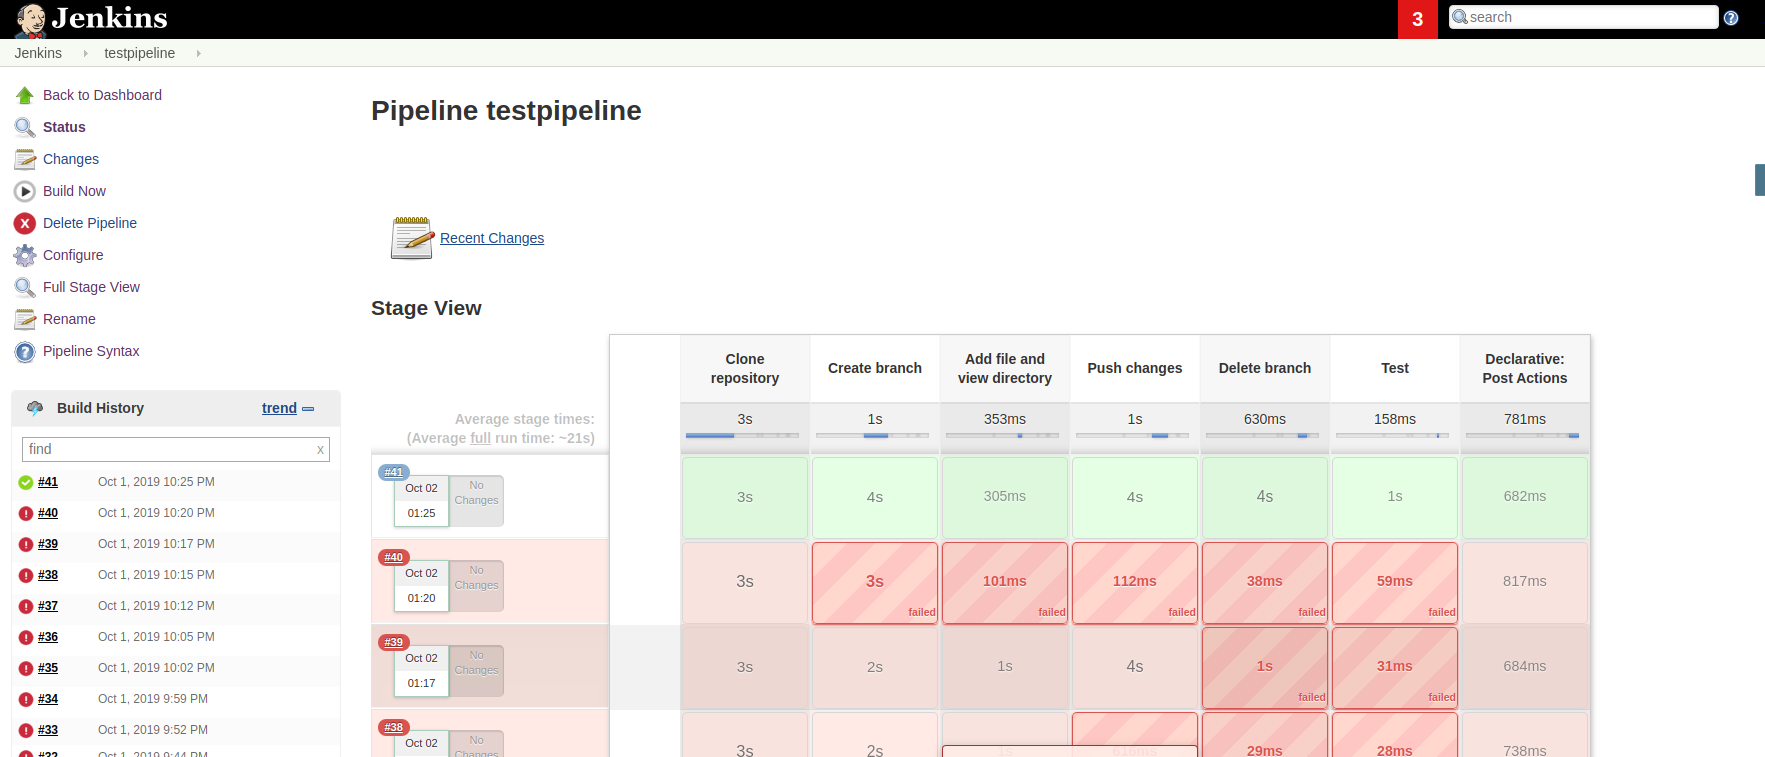 Jenkins
3
search
Jenkins
testpipeline
Back to Dashboard
Status
Changes
Build Now
Delete Pipeline
Configure
Full Stage View
Rename
Pipeline Syntax
Build History
trend
find
x
#41 Oct 1, 2019 10:25 PM
#40 Oct 1, 2019 10:20 PM
#39 Oct 1, 2019 10:17 PM
#38 Oct 1, 2019 10:15 PM
#37 Oct 1, 2019 10:12 PM
#36 Oct 1, 2019 10:05 PM
#35 Oct 1, 2019 10:02 PM
#34 Oct 1, 2019 9:59 PM
#33 Oct 1, 2019 9:52 PM
#32 Oct 1, 2019 9:44 PM
Pipeline testpipeline
Recent Changes
Stage View
Clone repository
Create branch
Add file and view directory
Push changes
Delete branch
Test
Declarative: Post Actions
Average stage times:
(Average full run time: ~21s)
3s 1s 353ms 1s 630ms 158ms 781ms
#41
Oct 02
01:25
No Changes
3s 4s 305ms 4s 4s 1s 682ms
#40
Oct 02
01:20
No Changes
3s 3s 101ms 112ms 38ms 59ms 817ms
failed failed failed failed failed
#39
Oct 02
01:17
No Changes
3s 2s 1s 4s 1s 31ms 684ms
failed failed
#38
Oct 02
No Changes
3s 2s 1s 616ms 29ms 28ms 738ms